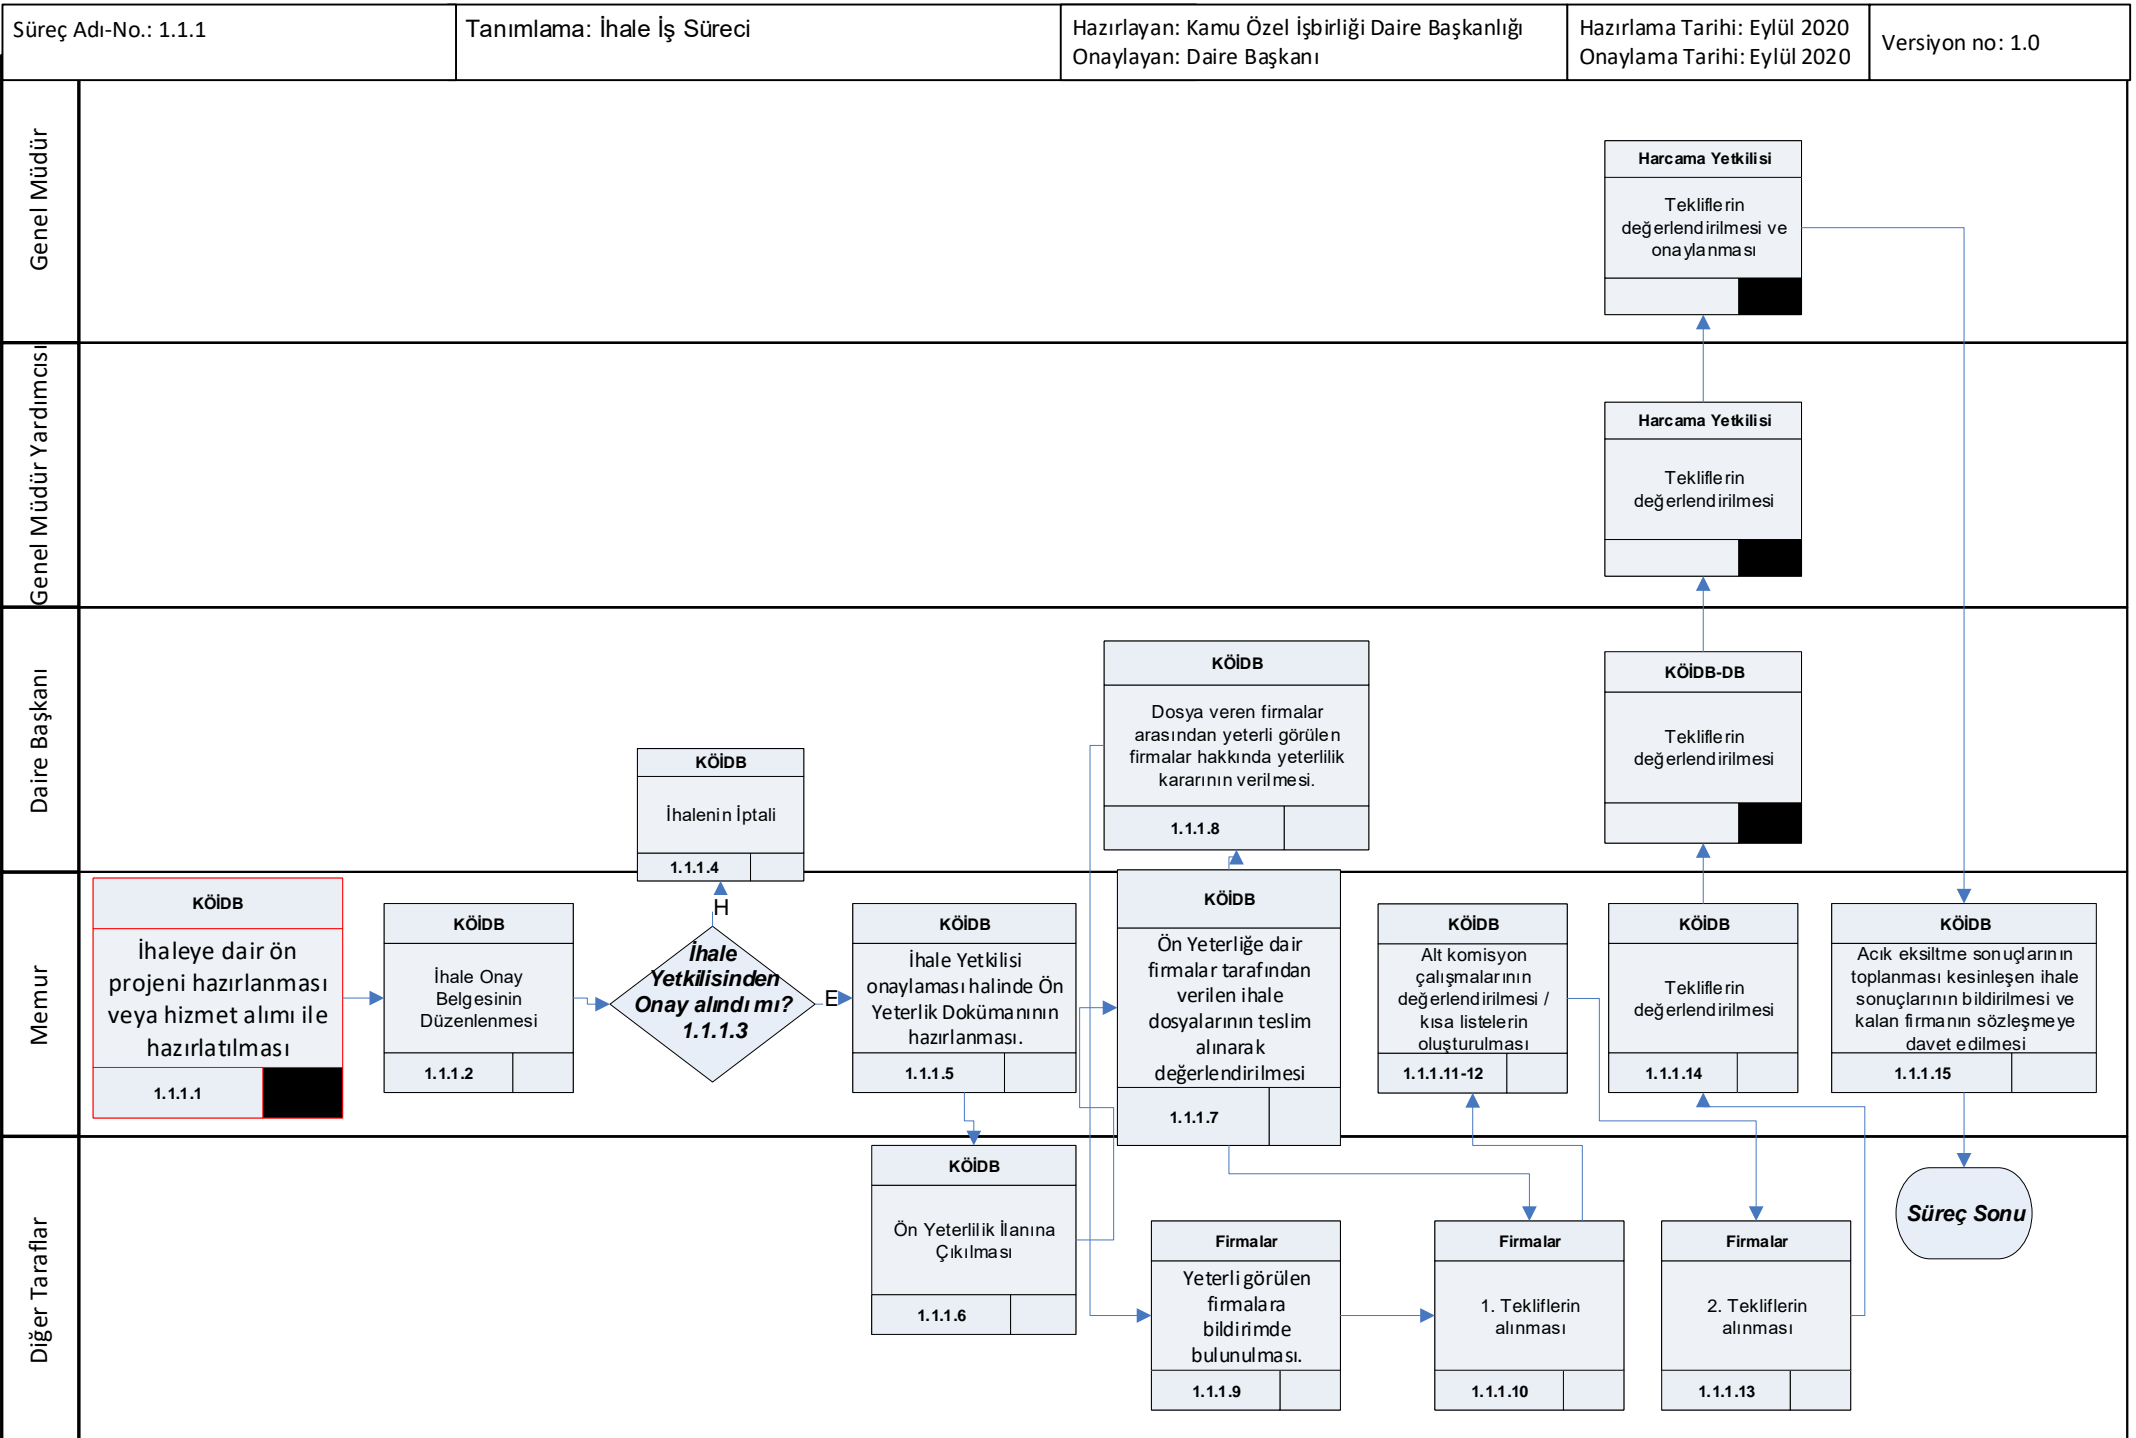 Süreç Adı-No.: 1.1.1
Tanımlama: İhale İş Süreci
Hazırlayan: Kamu Özel İşbirliği Daire Başkanlığı
Onaylayan: Daire Başkanı
Hazırlama Tarihi: Eylül 2020
Onaylama Tarihi: Eylül 2020
Versiyon no: 1.0
Genel Müdür
Harcama Yetkilisi
Tekliflerin
değerlendirilmesi ve
onaylanması
Genel Müdür Yardımcısı
Harcama Yetkilisi
Tekliflerin
değerlendirilmesi
Daire Başkanı
KÖİDB
İhalenin İptali
1.1.1.4
KÖİDB
Dosya veren firmalar
arasından yeterli görülen
firmalar hakkında yeterlilik
kararının verilmesi.
1.1.1.8
KÖİDB-DB
Tekliflerin
değerlendirilmesi
Memur
KÖİDB
İhaleye dair ön
projeni hazırlanması
veya hizmet alımı ile
hazırlatılması
1.1.1.1
KÖİDB
İhale Onay
Belgesinin
Düzenlenmesi
1.1.1.2
H
İhale
Yetkilisinden
Onay alındı mı?
1.1.1.3
E
KÖİDB
İhale Yetkilisi
onaylaması halinde Ön
Yeterlik Dokümanının
hazırlanması.
1.1.1.5
KÖİDB
Ön Yeterliğe dair
firmalar tarafından
verilen ihale
dosyalarının teslim
alınarak
değerlendirilmesi
1.1.1.7
KÖİDB
Alt komisyon
çalışmalarının
değerlendirilmesi /
kısa listelerin
oluşturulması
1.1.1.11-12
KÖİDB
Tekliflerin
değerlendirilmesi
1.1.1.14
KÖİDB
Acık eksiltme sonuçlarının
toplanması kesinleşen ihale
sonuçlarının bildirilmesi ve
kalan firmanın sözleşmeye
davet edilmesi
1.1.1.15
Diğer Taraflar
KÖİDB
Ön Yeterlilik İlanına
Çıkılması
1.1.1.6
Firmalar
Yeterli görülen
firmalara
bildirimde
bulunulması.
1.1.1.9
Firmalar
1. Tekliflerin
alınması
1.1.1.10
Firmalar
2. Tekliflerin
alınması
1.1.1.13
Süreç Sonu